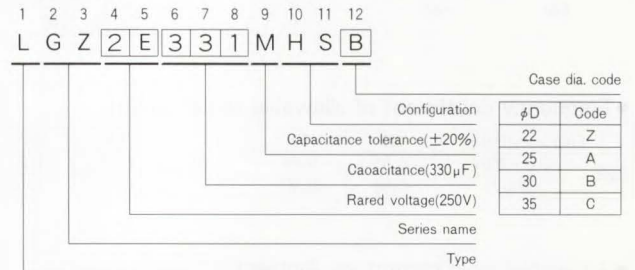 1 2 3 4 5 6 7 8 9 10 11 12
L G Z 2 E 3 3 1 M H S B
Case dia. code
Configuration
φD Code
Capacitance tolerance(±20%)
22 Z
Caoacitance(330μF)
25 A
30 B
Rared voltage(250V)
35 C
Series name
Type